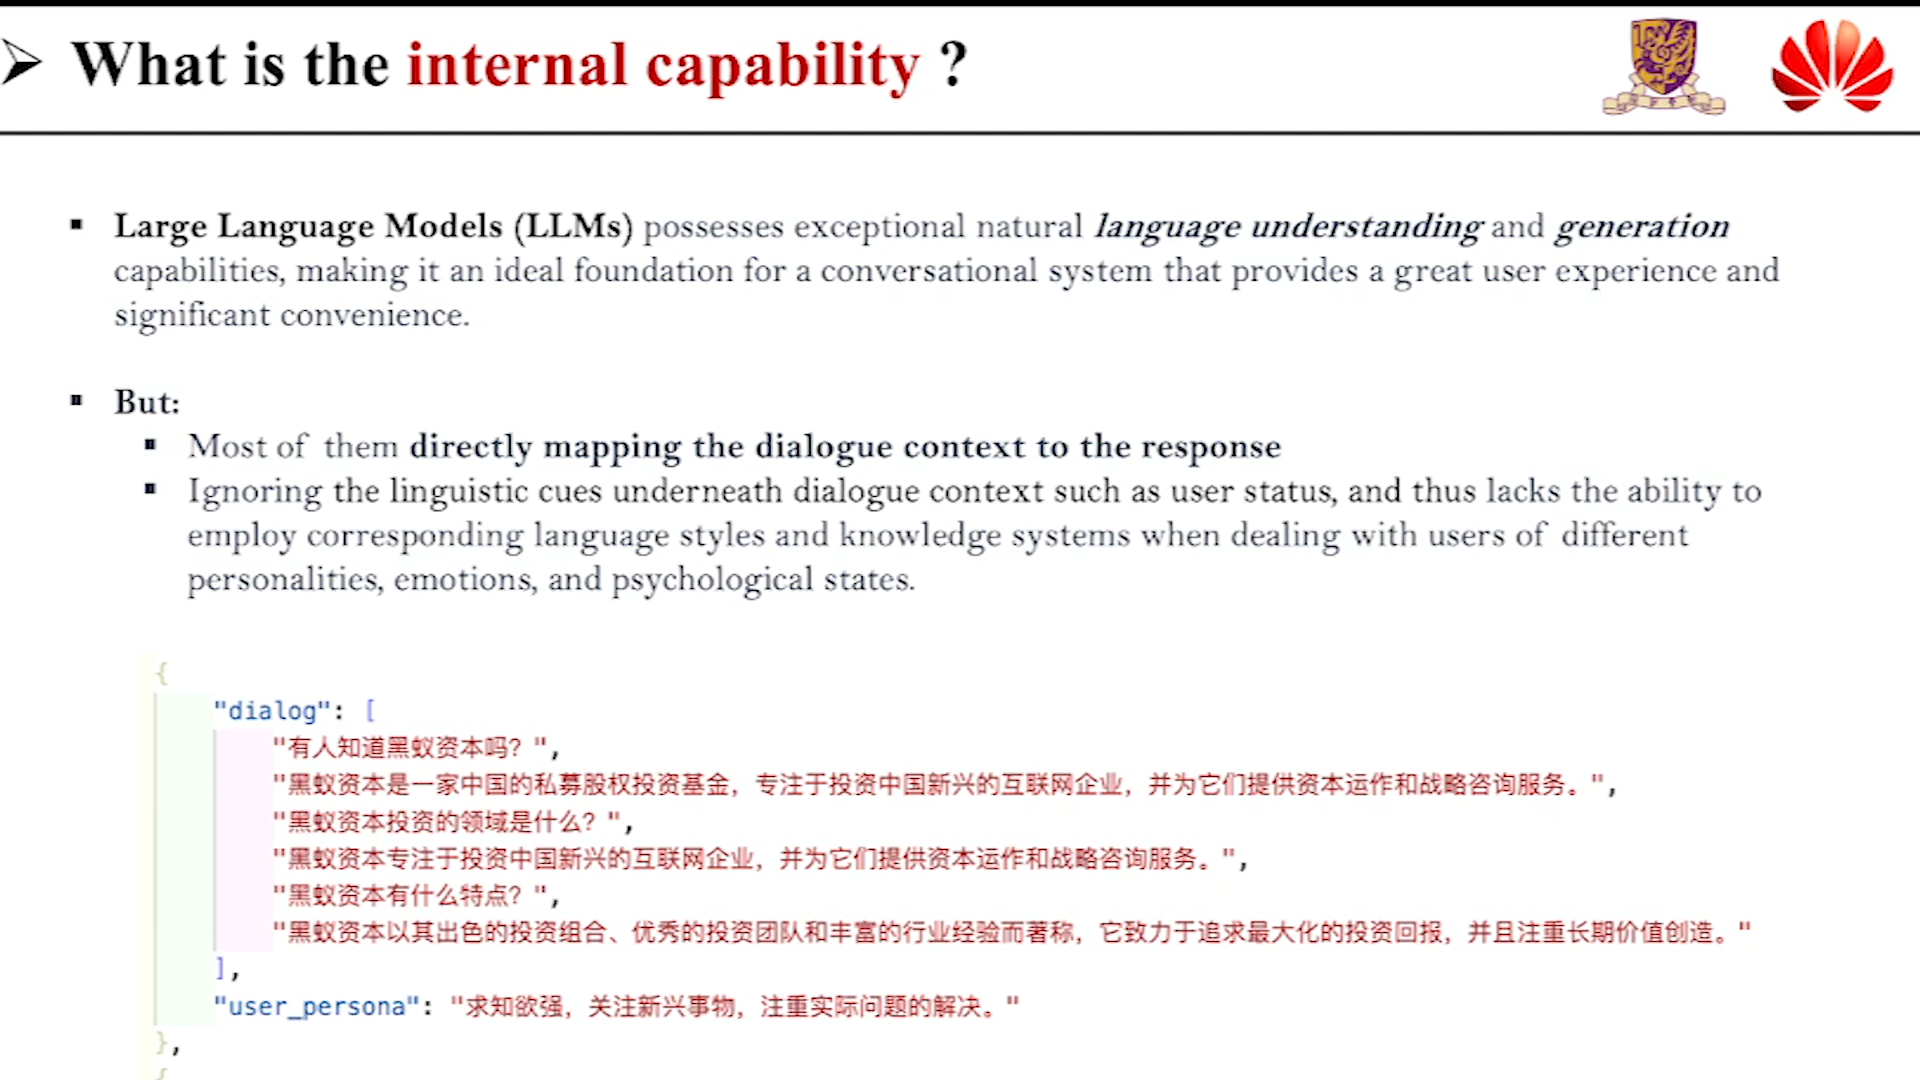 ➢ What is the internal capability ?
▪ Large Language Models (LLMs) possesses exceptional natural language understanding and generation
capabilities, making it an ideal foundation for a conversational system that provides a great user experience and
significant convenience.
▪ But:
▪ Most of them directly mapping the dialogue context to the response
▪ Ignoring the linguistic cues underneath dialogue context such as user status, and thus lacks the ability to
employ corresponding language styles and knowledge systems when dealing with users of different
personalities, emotions, and psychological states.
{
"dialog": [
"有人知道黑蚁资本吗？",
"黑蚁资本是一家中国的私募股权投资基金，专注于投资中国新兴的互联网企业，并为它们提供资本运作和战略咨询服务。",
"黑蚁资本投资的领域是什么？",
"黑蚁资本专注于投资中国新兴的互联网企业，并为它们提供资本运作和战略咨询服务。",
"黑蚁资本有什么特点？",
"黑蚁资本以其出色的投资组合、优秀的投资团队和丰富的行业经验而著称，它致力于追求最大化的投资回报，并且注重长期价值创造。"
],
"user_persona": "求知欲强，关注新兴事物，注重实际问题的解决。"
},
{